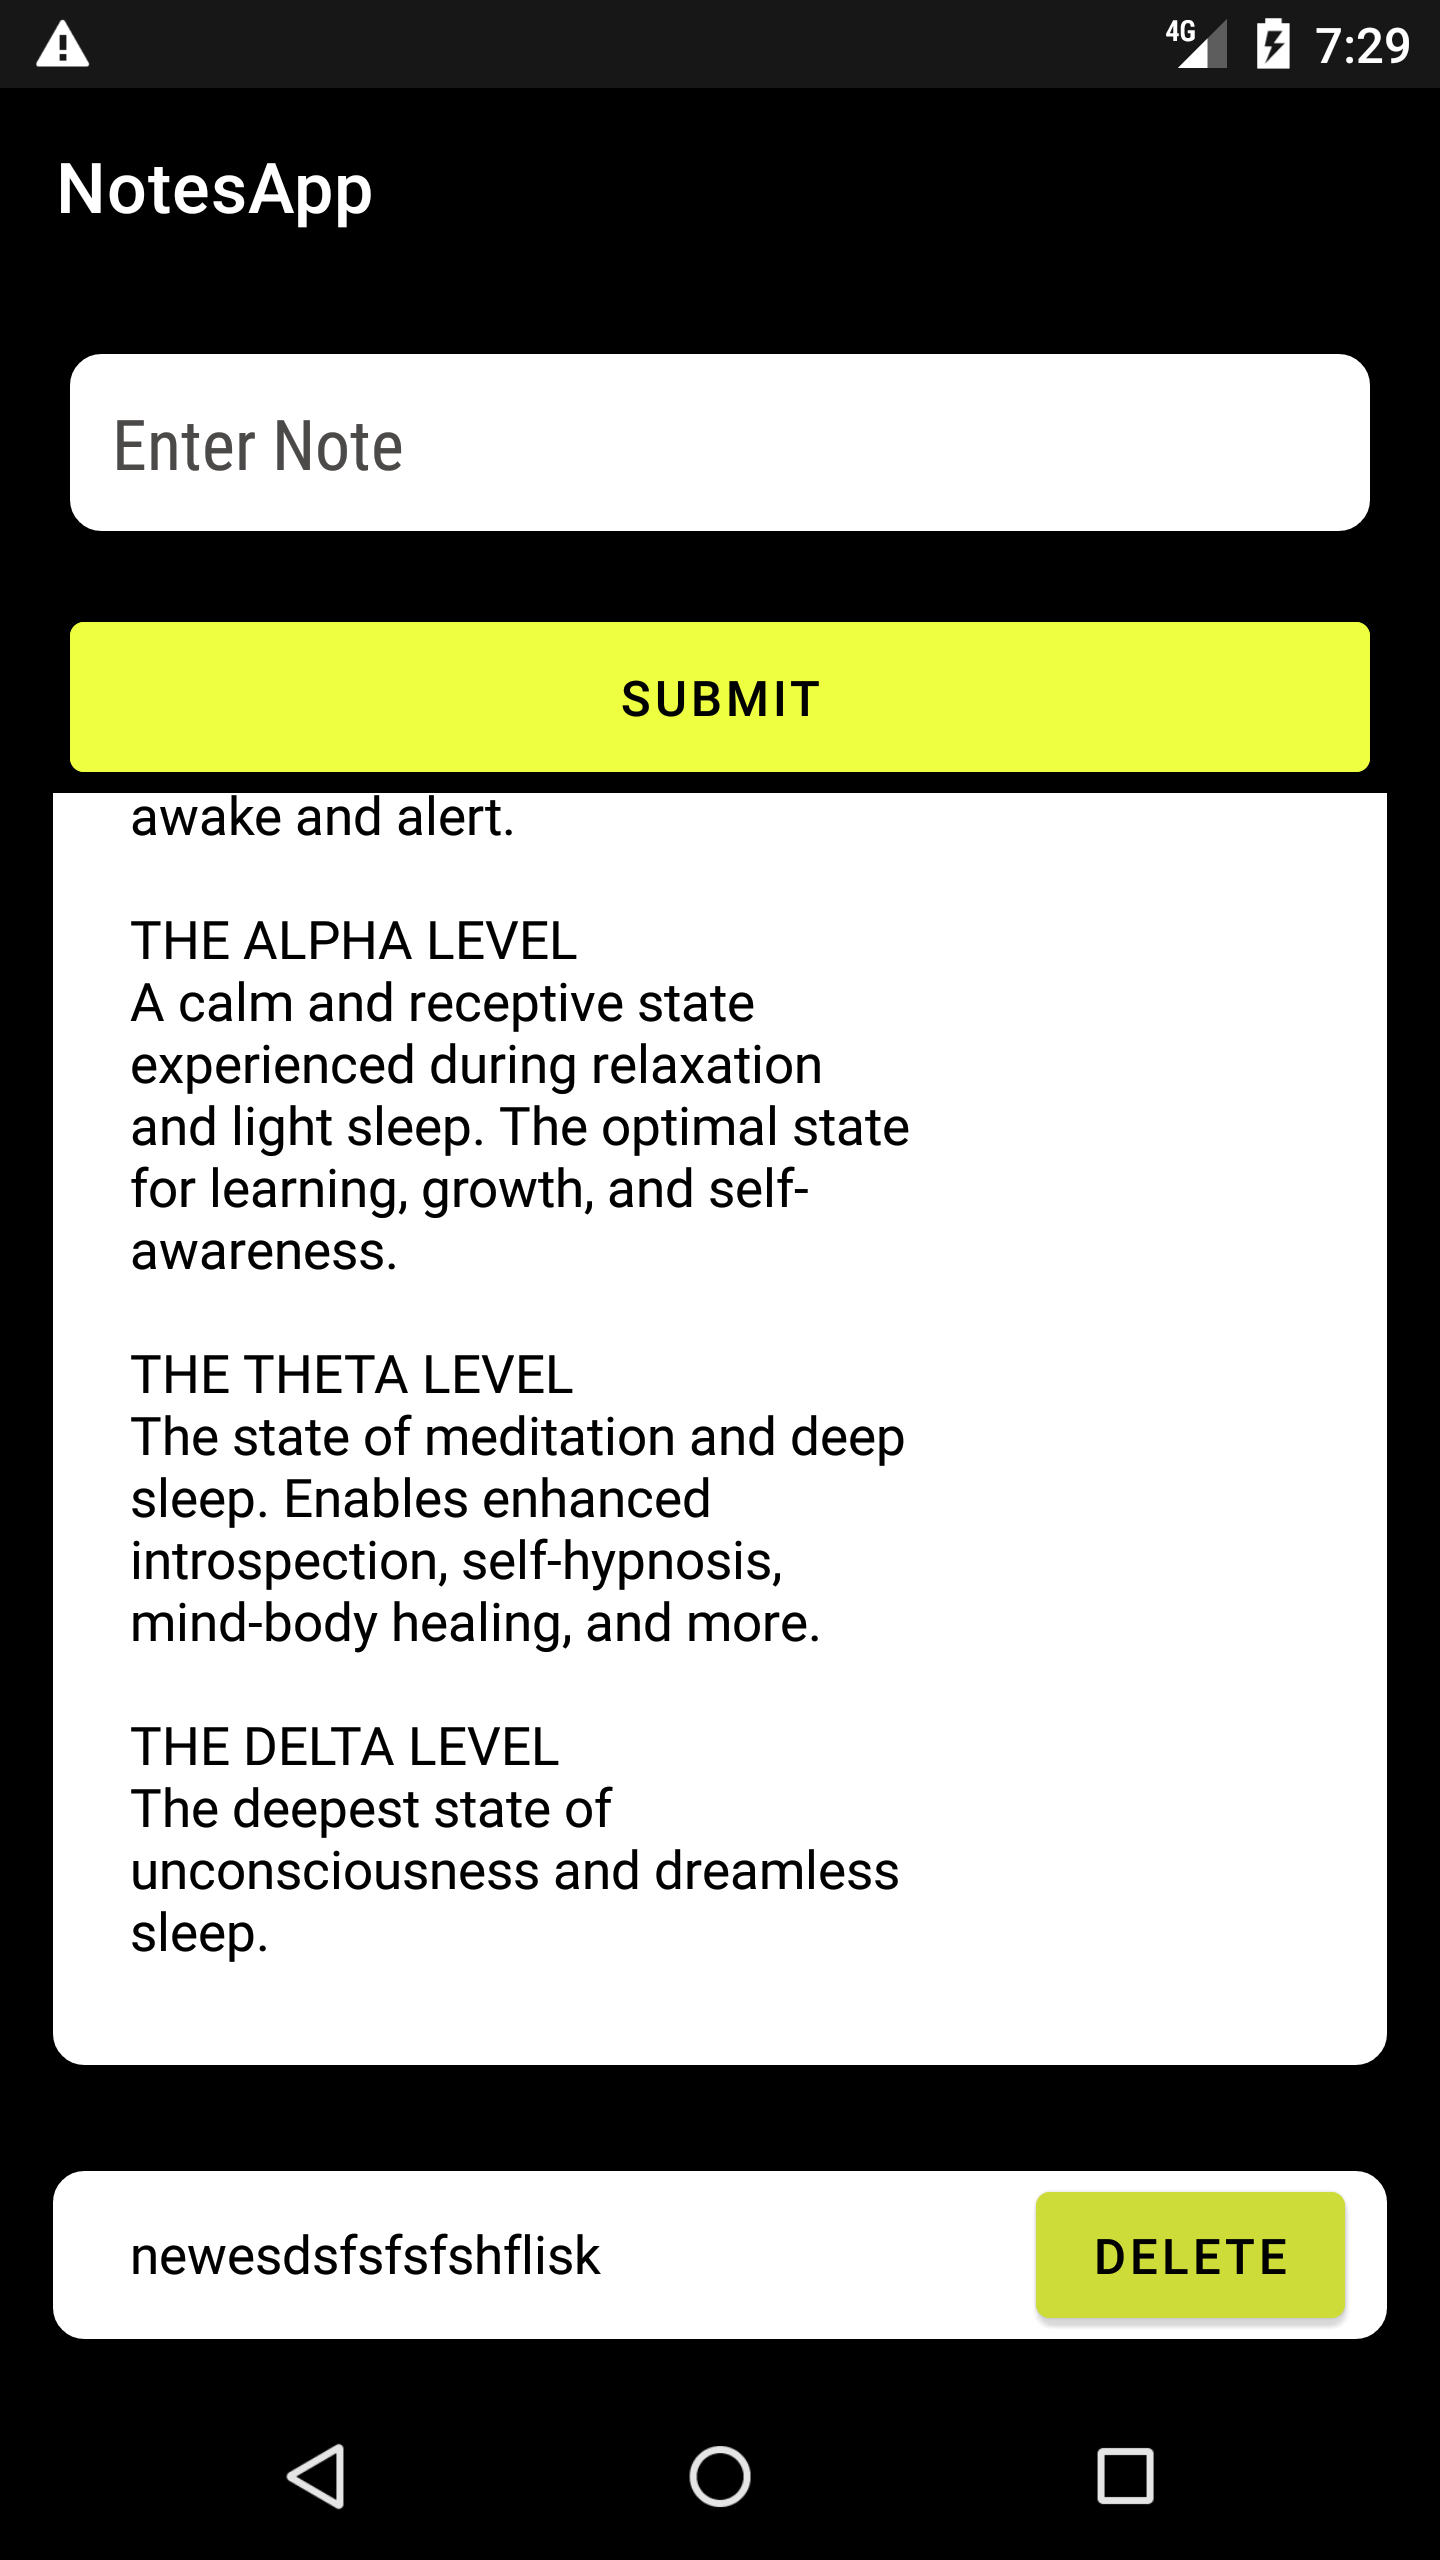 4G 7:29
NotesApp
Enter Note
SUBMIT
awake and alert.
THE ALPHA LEVEL
A calm and receptive state
experienced during relaxation
and light sleep. The optimal state
for learning, growth, and self-
awareness.
THE THETA LEVEL
The state of meditation and deep
sleep. Enables enhanced
introspection, self-hypnosis,
mind-body healing, and more.
THE DELTA LEVEL
The deepest state of
unconsciousness and dreamless
sleep.
newesdsfsfsfshflisk
DELETE